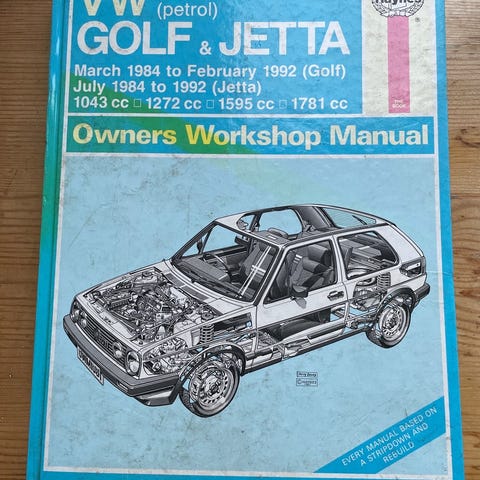 VW (petrol)
Haynes
GOLF & JETTA
March 1984 to February 1992 (Golf)
July 1984 to 1992 (Jetta)
1043 cc □ 1272 cc □ 1595 cc □ 1781 cc
Owners Workshop Manual
EVERY MANUAL BASED ON
A STRIPDOWN AND
REBUILD